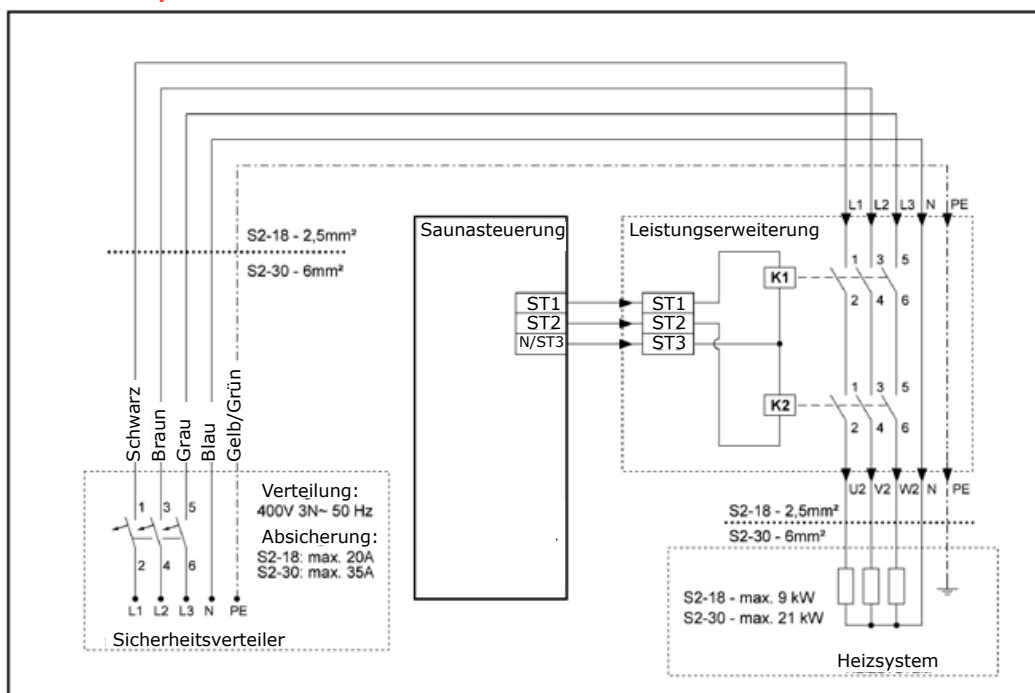 L1 L2 L3 N PE
S2-18 - 2,5mm²
S2-30 - 6mm²
Saunasteuerung
ST1
ST2
N/ST3
Leistungserweiterung
ST1
ST2
ST3
K1
1 3 5
2 4 6
K2
1 3 5
2 4 6
U2 V2 W2 N PE
Schwarz
Braun
Grau
Blau
Gelb/Grün
1 3 5
2 4 6
L1 L2 L3 N PE
Verteilung:
400V 3N~ 50 Hz
Absicherung:
S2-18: max. 20A
S2-30: max. 35A
Sicherheitsverteiler
S2-18 - 2,5mm²
S2-30 - 6mm²
S2-18 - max. 9 kW
S2-30 - max. 21 kW
Heizsystem